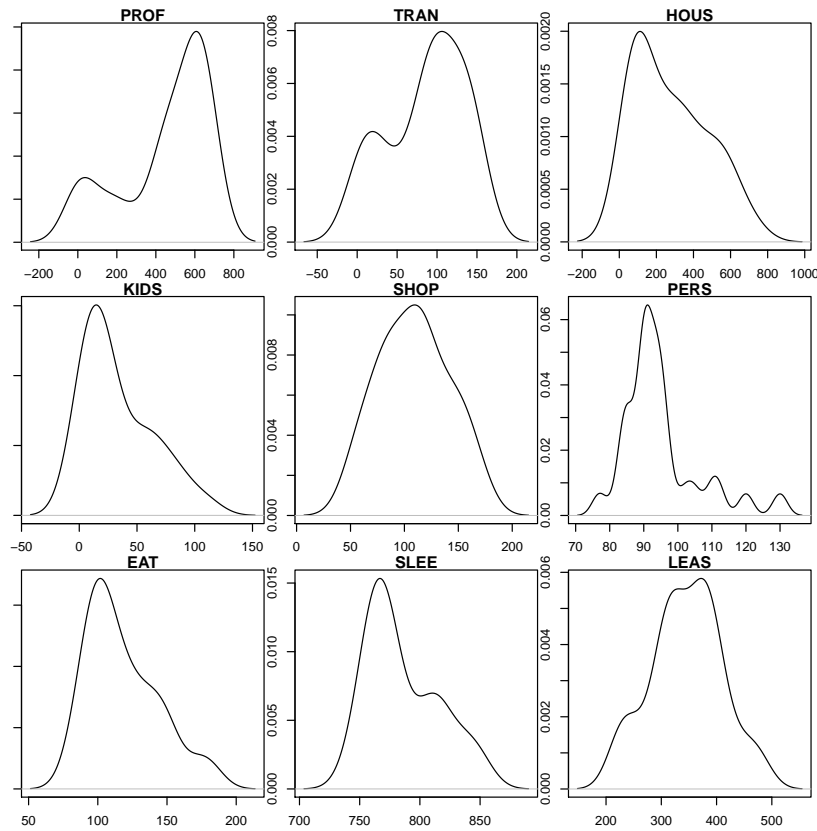 PROF
−200 0 200 400 600 800
TRAN
0.000 0.002 0.004 0.006 0.008
−50 0 50 100 150 200
HOUS
0.0000 0.0005 0.0010 0.0015 0.0020
−200 0 200 400 600 800 1000
KIDS
−50 0 50 100 150
SHOP
0.000 0.004 0.008
0 50 100 150 200
PERS
0.00 0.02 0.04 0.06
70 80 90 100 110 120 130
EAT
50 100 150 200
SLEE
0.000 0.005 0.010 0.015
700 750 800 850
LEAS
0.000 0.002 0.004 0.006
200 300 400 500